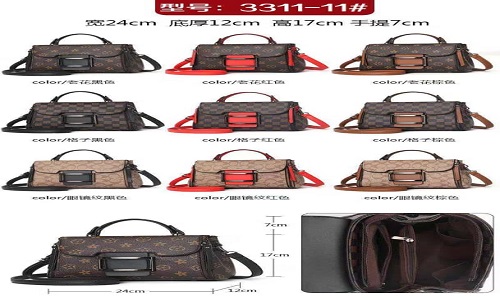 型号：3311-11#
宽24cm 底厚12cm 高17cm 手提7cm
color/老花黑色 color/老花红色 color/老花棕色
color/格子黑色 color/格子红色 color/格子棕色
color/眼镜纹黑色 color/眼镜纹红色 color/眼镜纹棕色
7cm
17cm
24cm 12cm